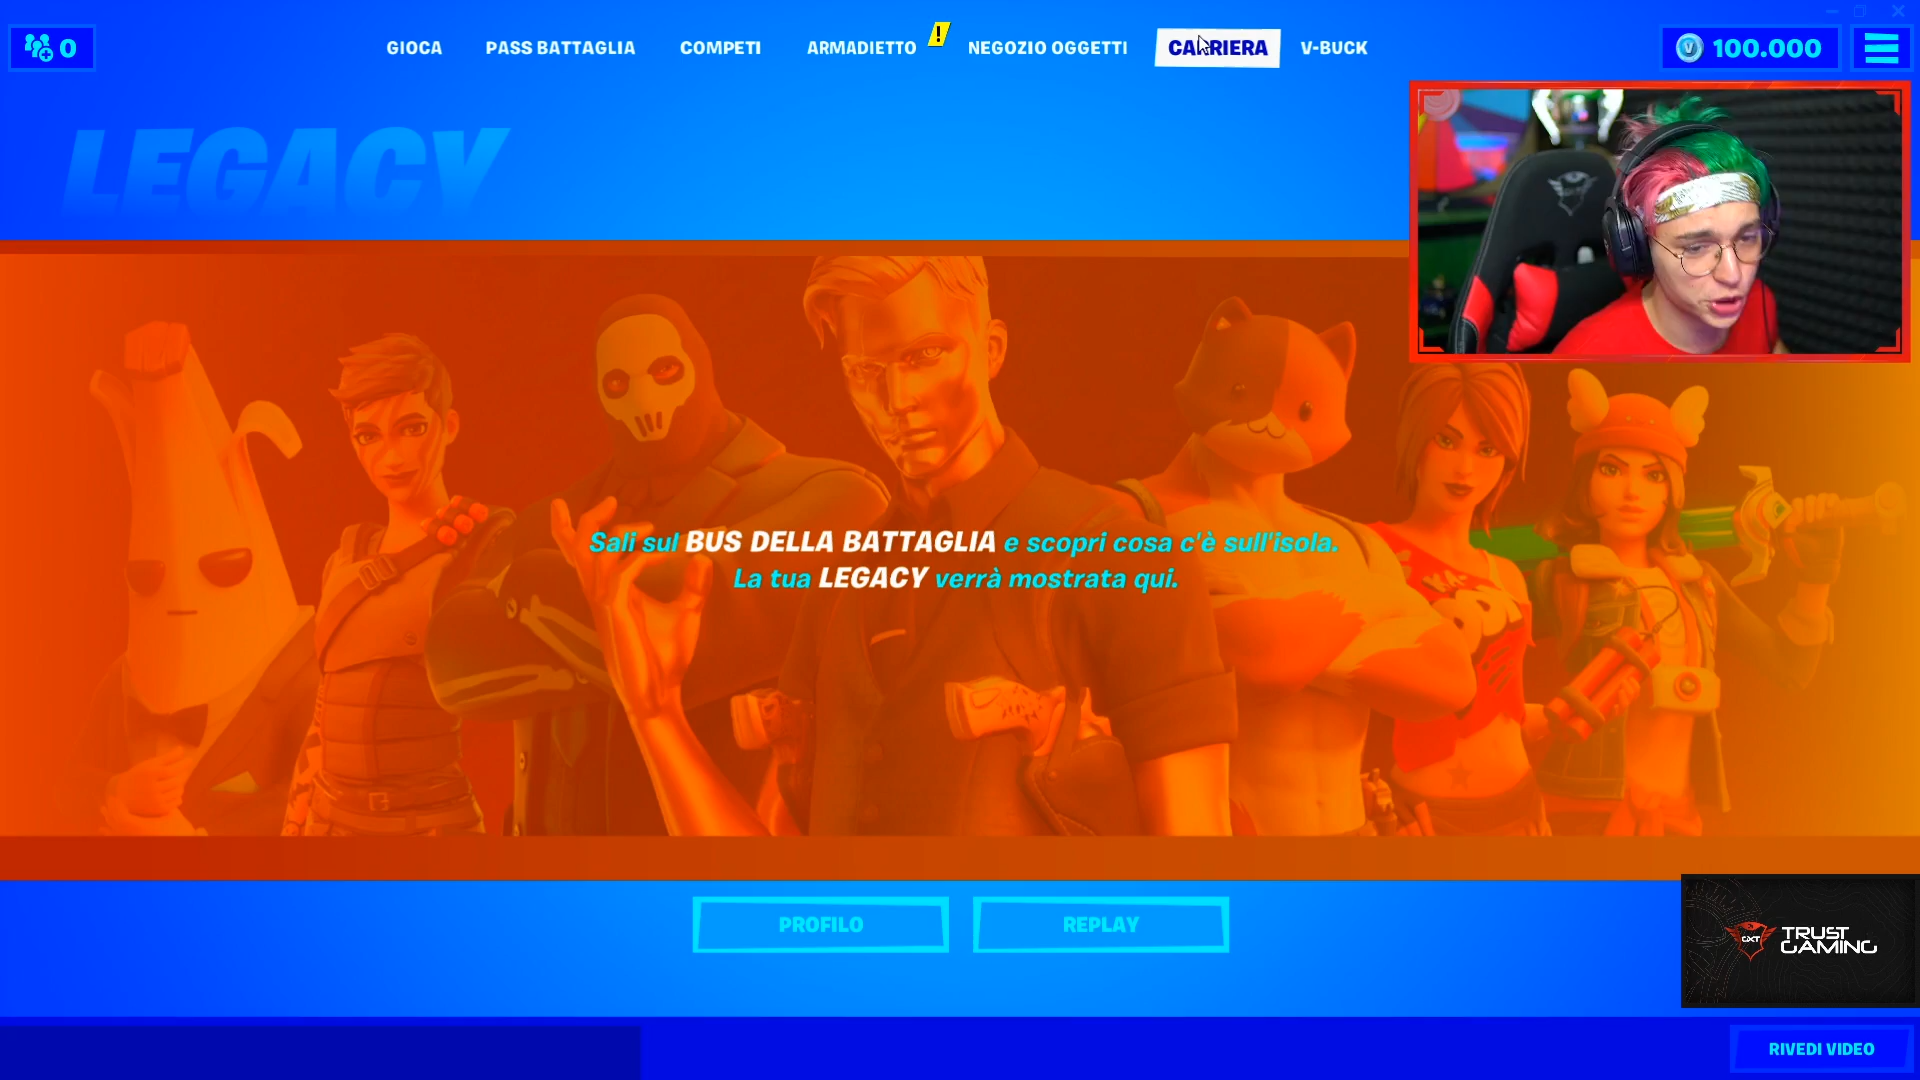 0
GIOCA
PASS BATTAGLIA
COMPETI
ARMADIETTO
!
NEGOZIO OGGETTI
CARRIERA
V-BUCK
V
100.000
LEGACY
Sali sul BUS DELLA BATTAGLIA e scopri cosa c'è sull'isola.
La tua LEGACY verrà mostrata qui.
PROFILO
REPLAY
GXT
TRUST
GAMING
RIVEDI VIDEO